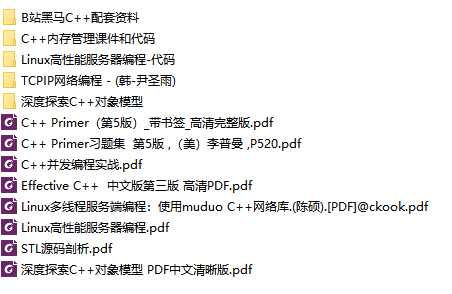 B站黑马C++配套资料
C++内存管理课件和代码
Linux高性能服务器编程-代码
TCPIP网络编程 - (韩-尹圣雨)
深度探索C++对象模型
C++ Primer（第5版）_带书签_高清完整版.pdf
C++ Primer习题集  第5版 ,（美）李普曼 ,P520.pdf
C++并发编程实战.pdf
Effective C++  中文版第三版 高清PDF.pdf
Linux多线程服务端编程：使用muduo C++网络库.(陈硕).[PDF]@ckook.pdf
Linux高性能服务器编程.pdf
STL源码剖析.pdf
深度探索C++对象模型 PDF中文清晰版.pdf